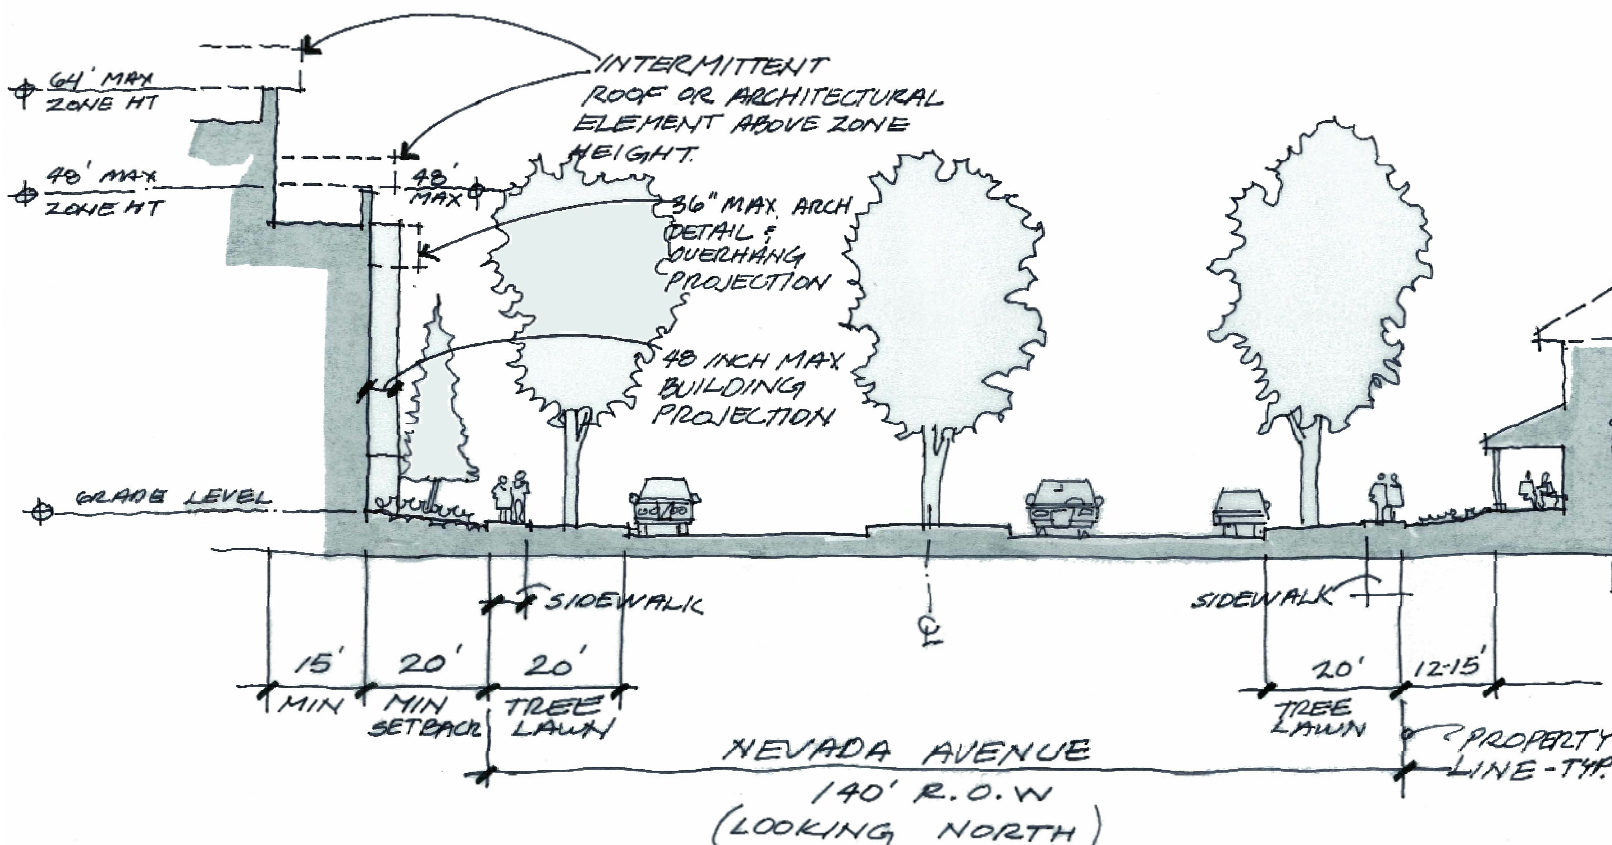 64' MAX
ZONE HT
INTERMITTENT
ROOF OR ARCHITECTURAL
ELEMENT ABOVE ZONE
HEIGHT.
48' MAX
ZONE HT
48'
MAX
36" MAX ARCH
DETAIL &
OVERHANG
PROJECTION
48 INCH MAX
BUILDING
PROJECTION
GRADE LEVEL
SIDEWALK
SIDEWALK
15'
MIN
20'
MIN
SETBACK
20'
TREE
LAWN
20'
TREE
LAWN
12-15'
PROPERTY
LINE-TYP.
NEVADA AVENUE
140' R.O.W
(LOOKING NORTH)